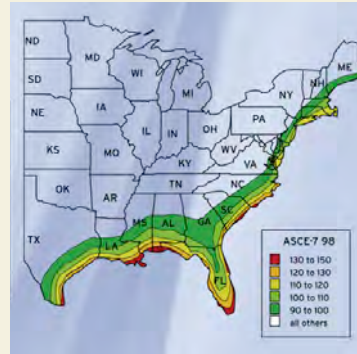 ND
MD
ME
SD
WI
NH
NY
MI
NE
IA
PA
IL
IN
OH
KS
MO
WV
VA
KY
NC
TN
OK
AR
SC
MS
AL
GA
TX
LA
FL
ASCE-7 98
130 to 150
120 to 130
110 to 120
100 to 110
90 to 100
all others